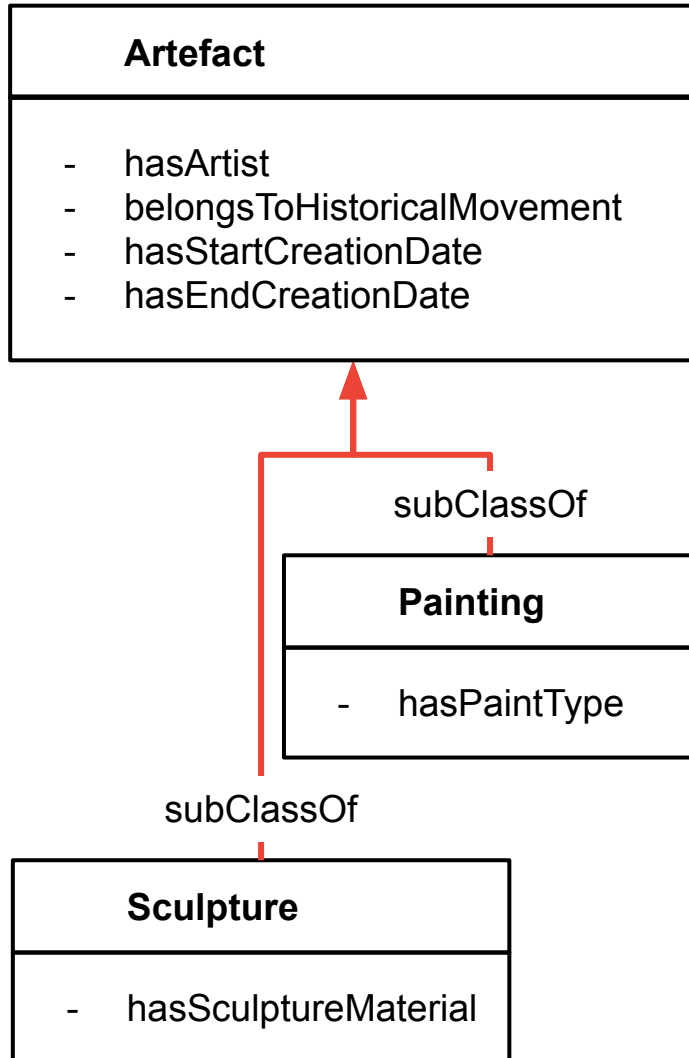 Artefact
- hasArtist
- belongsToHistoricalMovement
- hasStartCreationDate
- hasEndCreationDate
subClassOf
Painting
- hasPaintType
subClassOf
Sculpture
- hasSculptureMaterial